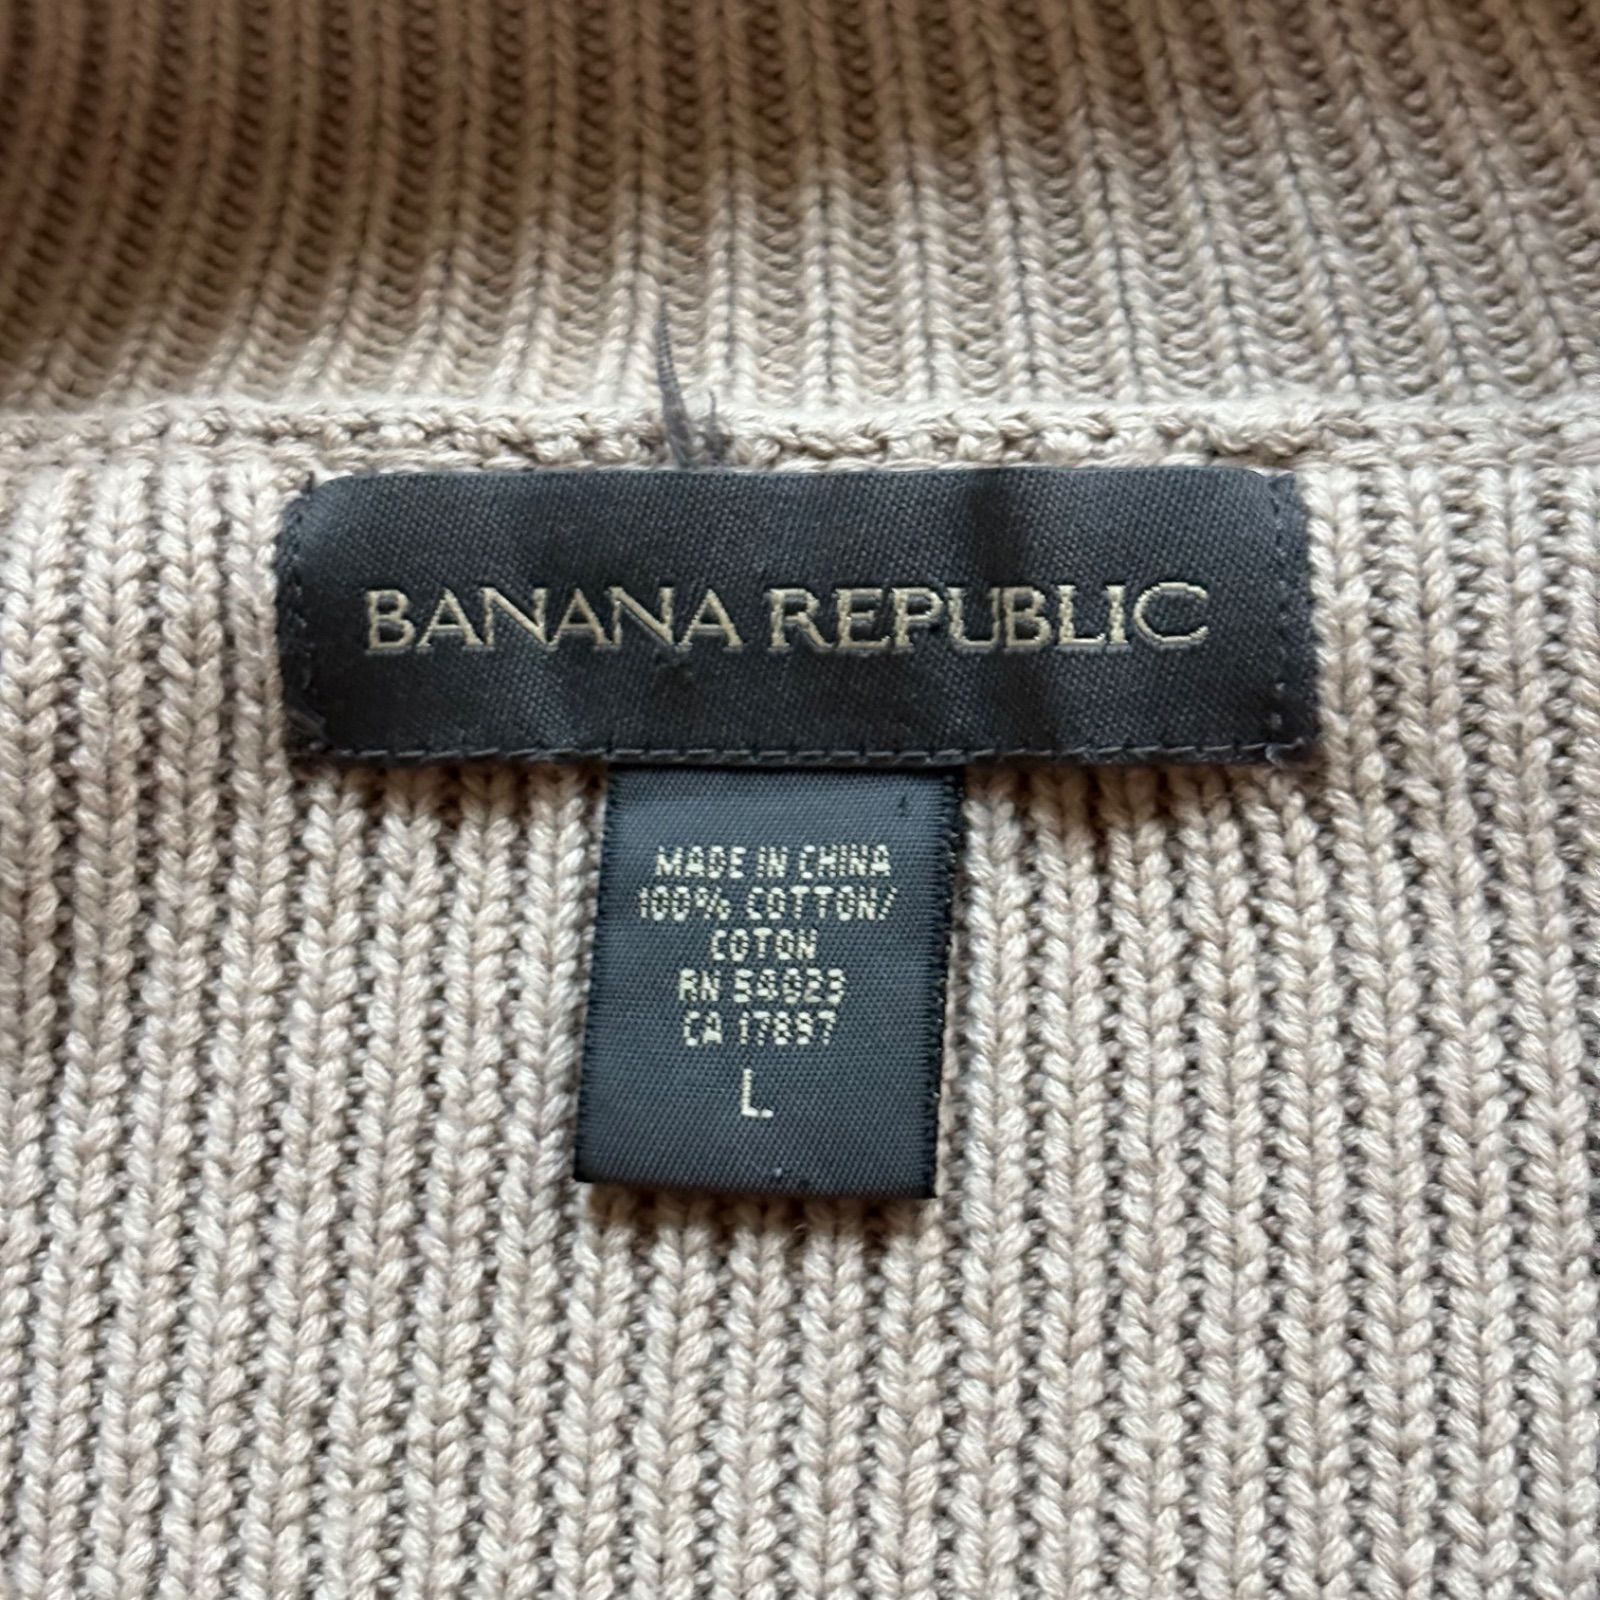 BANANA REPUBLIC
MADE IN CHINA
100% COTTON/
COTON
RN 54023
CA 17897
L